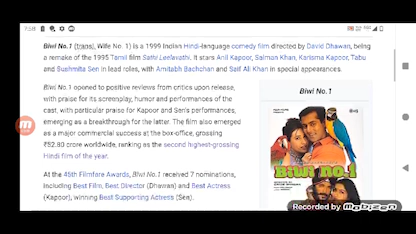 7:58
Biwi No.1 (trans). Wife No. 1) is a 1999 Indian Hindi-language comedy film directed by David Dhawan, being
a remake of the 1995 Tamil film Sathi Leelavathi. It stars Anil Kapoor, Salman Khan, Karisma Kapoor, Tabu
and Sushmita Sen in lead roles, with Amitabh Bachchan and Saif Ali Khan in special appearances.
Biwi No.1 opened to positive reviews from critics upon release,
with praise for its screenplay, humor and performances of the
cast, with particular praise for Kapoor and Sen's performances,
emerging as a breakthrough for the latter. The film also emerged
as a major commercial success at the box-office, grossing
₹52.90 crore worldwide, ranking as the second highest-grossing
Hindi film of the year.
At the 45th Filmfare Awards, Biwi No.1 received 7 nominations,
including Best Film, Best Director (Dhawan) and Best Actress
(Kapoor), winning Best Supporting Actress (Sen).
Biwi No.1
Biwi no.1
Recorded by Mobizen